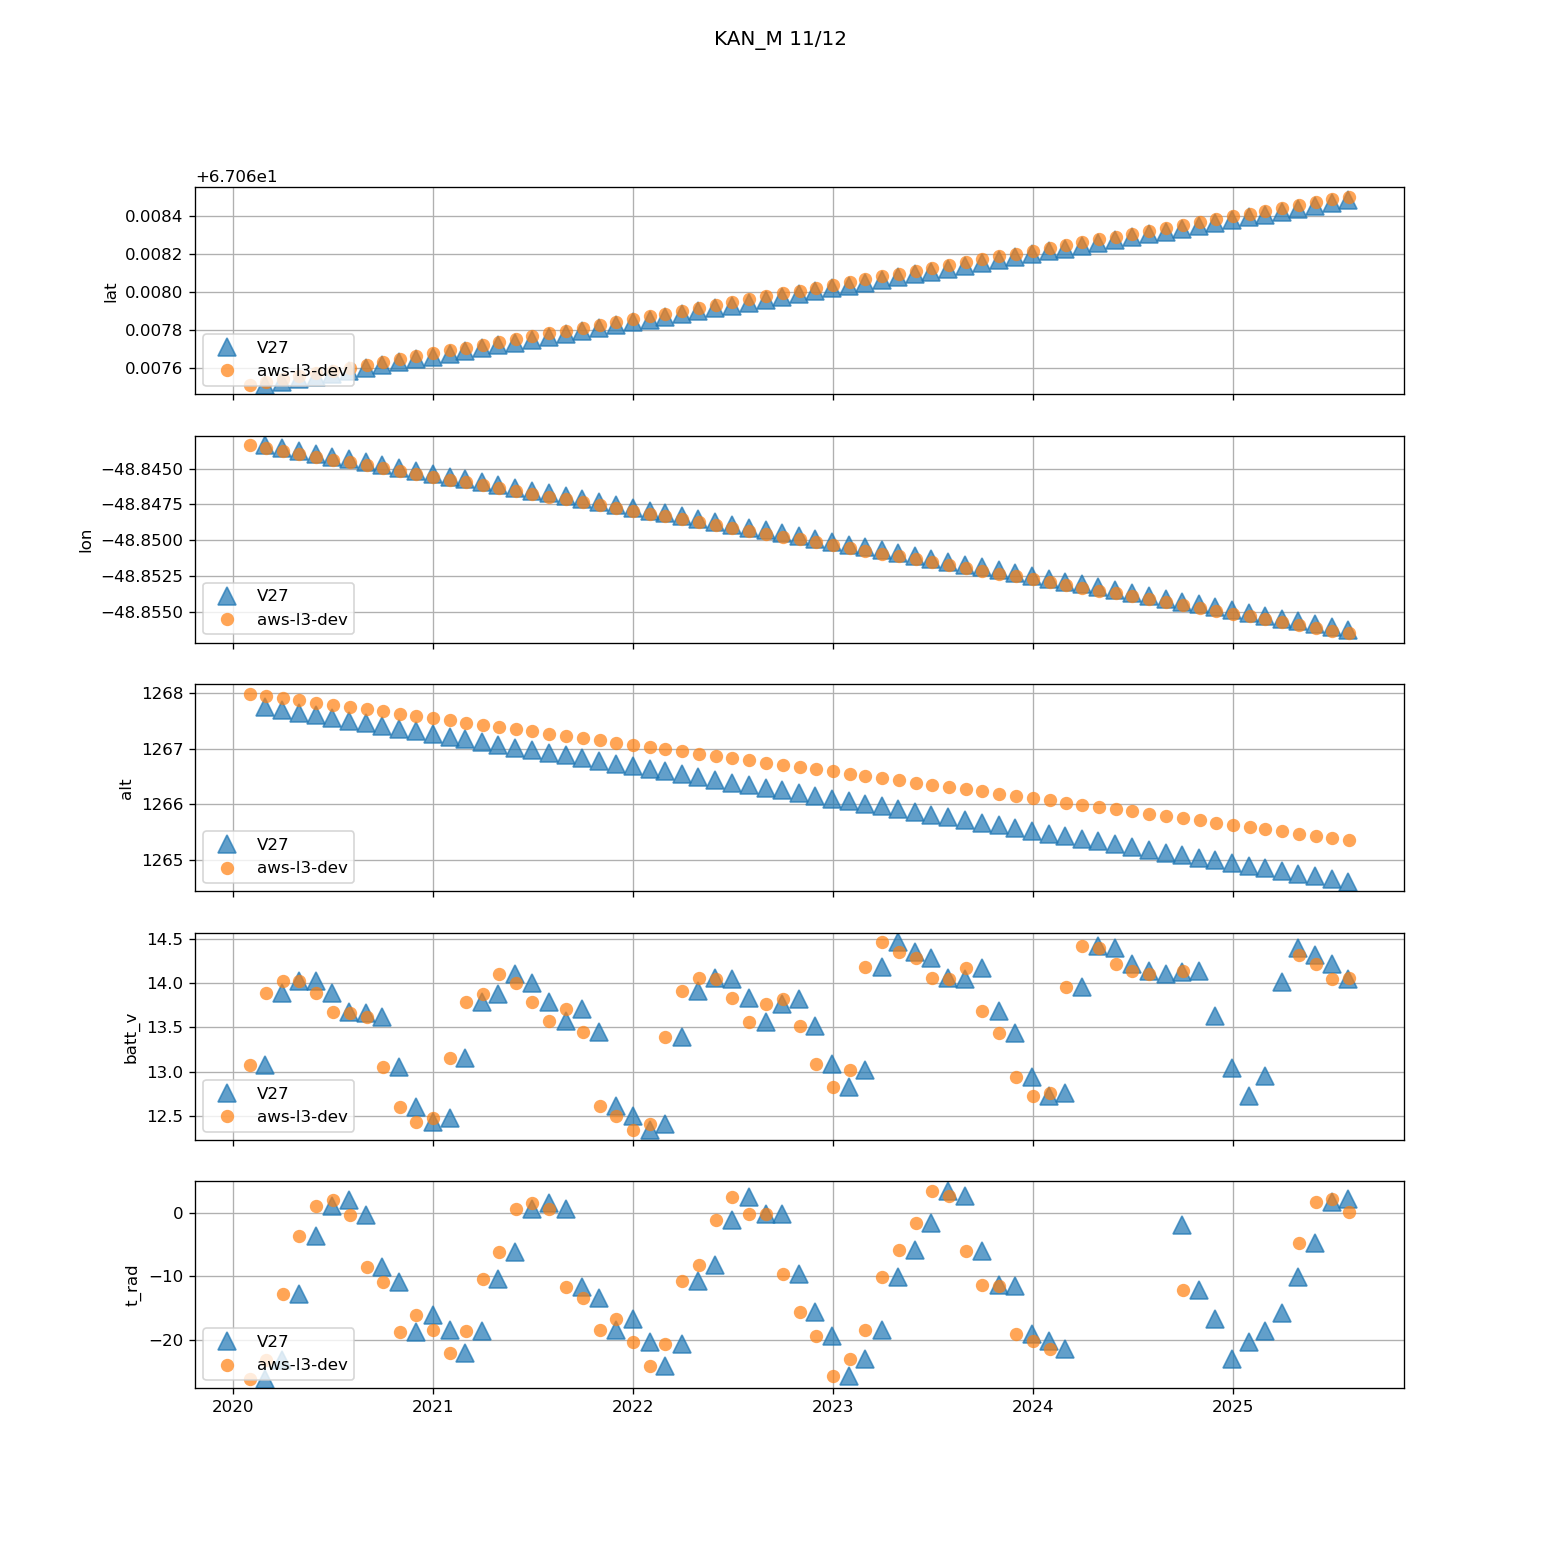 KAN_M 11/12
+6.706e1
0.0084
0.0082
0.0080
0.0078
0.0076
lat
V27
aws-l3-dev
−48.8450
−48.8475
−48.8500
−48.8525
−48.8550
lon
V27
aws-l3-dev
1268
1267
1266
1265
alt
V27
aws-l3-dev
14.5
14.0
13.5
13.0
12.5
batt_v
V27
aws-l3-dev
0
−10
−20
t_rad
V27
aws-l3-dev
2020 2021 2022 2023 2024 2025